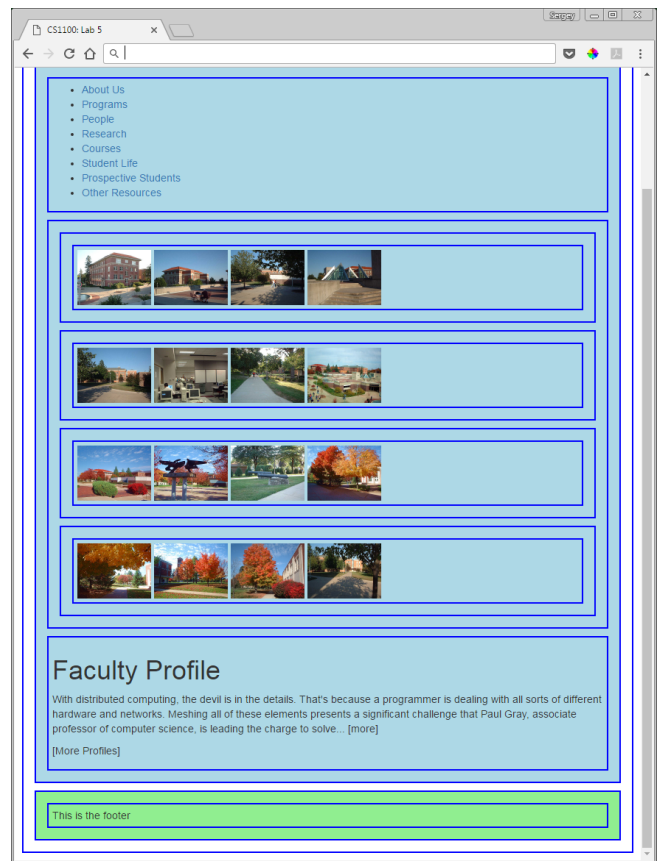 Sergey
CS1100: Lab 5
About Us
Programs
People
Research
Courses
Student Life
Prospective Students
Other Resources
Faculty Profile
With distributed computing, the devil is in the details. That's because a programmer is dealing with all sorts of different
hardware and networks. Meshing all of these elements presents a significant challenge that Paul Gray, associate
professor of computer science, is leading the charge to solve... [more]
[More Profiles]
This is the footer